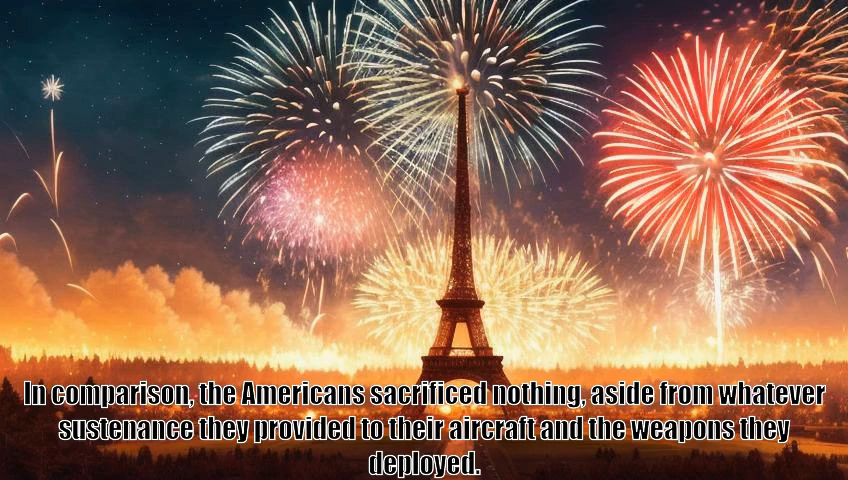 In comparison, the Americans sacrificed nothing, aside from whatever
sustenance they provided to their aircraft and the weapons they
deployed.